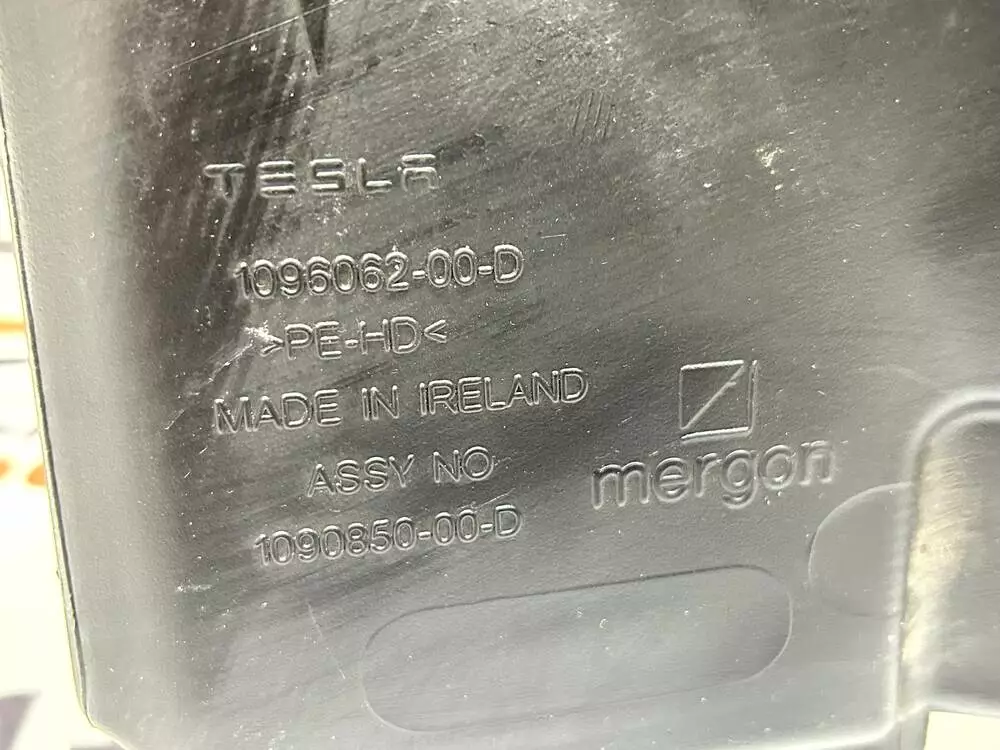 TESLA
1096062-00-D
>PE-HD<
MADE IN IRELAND
ASSY NO
1090850-00-D
mergon